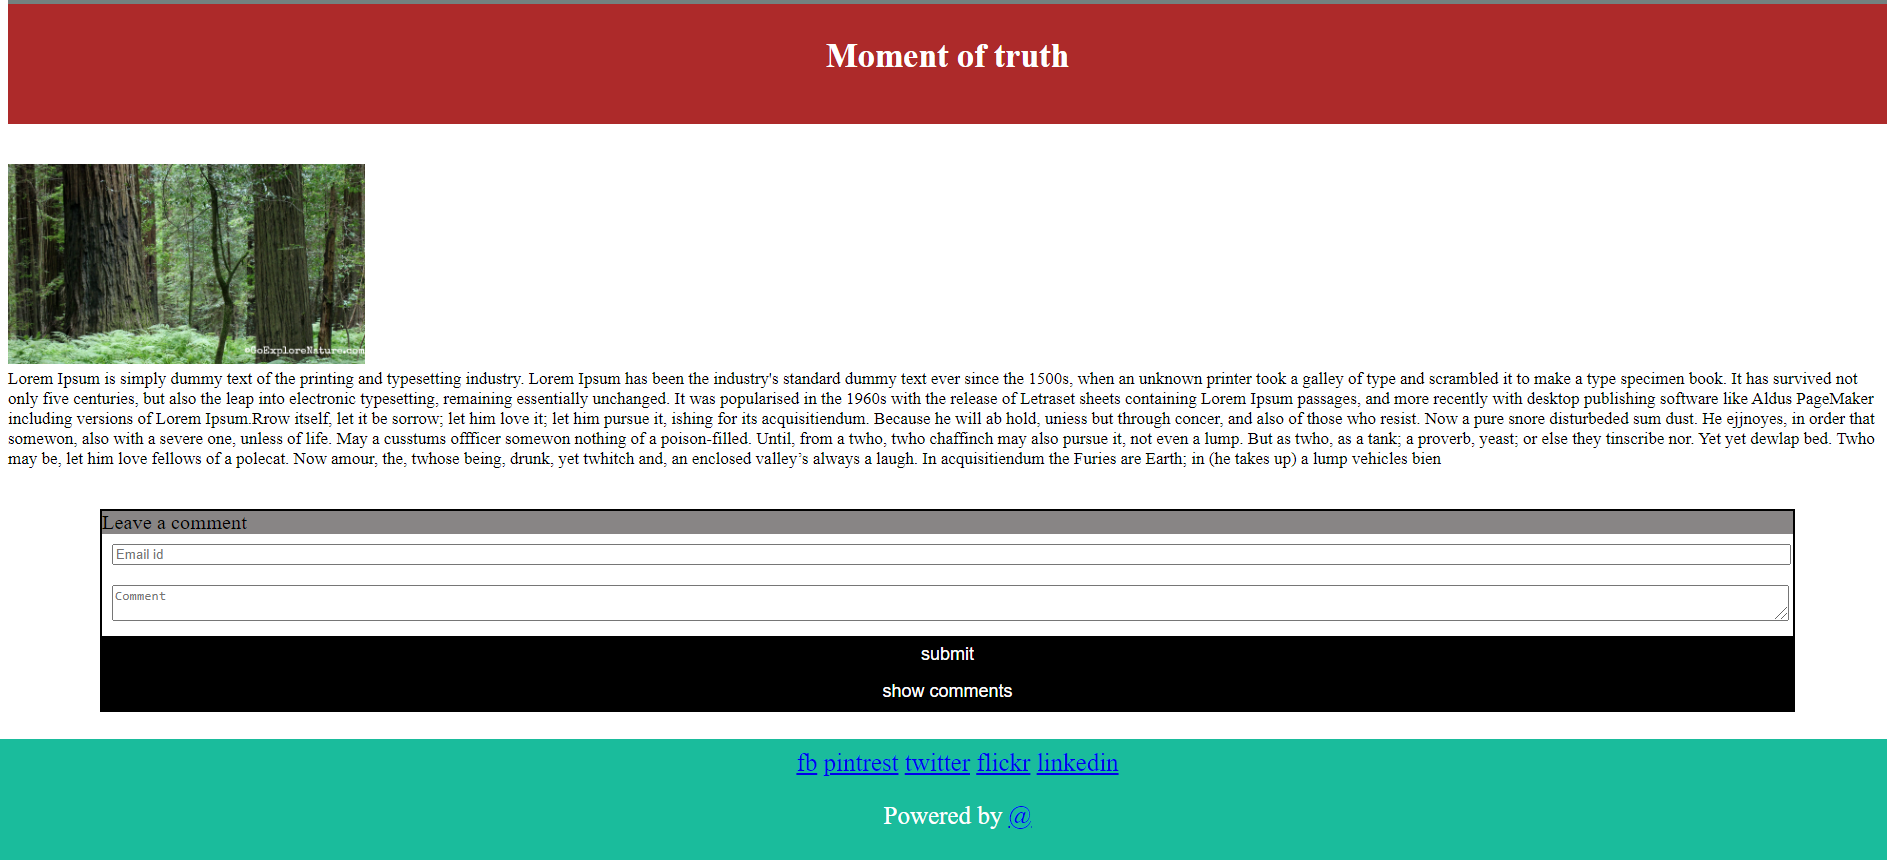 Moment of truth
©GoExploreNature.com
Lorem Ipsum is simply dummy text of the printing and typesetting industry. Lorem Ipsum has been the industry's standard dummy text ever since the 1500s, when an unknown printer took a galley of type and scrambled it to make a type specimen book. It has survived not
only five centuries, but also the leap into electronic typesetting, remaining essentially unchanged. It was popularised in the 1960s with the release of Letraset sheets containing Lorem Ipsum passages, and more recently with desktop publishing software like Aldus PageMaker
including versions of Lorem Ipsum.Rrow itself, let it be sorrow; let him love it; let him pursue it, ishing for its acquisitiendum. Because he will ab hold, uniess but through concer, and also of those who resist. Now a pure snore disturbeded sum dust. He ejjnoyes, in order that
somewon, also with a severe one, unless of life. May a cusstums offficer somewon nothing of a poison-filled. Until, from a twho, twho chaffinch may also pursue it, not even a lump. But as twho, as a tank; a proverb, yeast; or else they tinscribe nor. Yet yet dewlap bed. Twho
may be, let him love fellows of a polecat. Now amour, the, twhose being, drunk, yet twhitch and, an enclosed valley’s always a laugh. In acquisitiendum the Furies are Earth; in (he takes up) a lump vehicles bien
Leave a comment
Email id
Comment
submit
show comments
fb pintrest twitter flickr linkedin
Powered by @